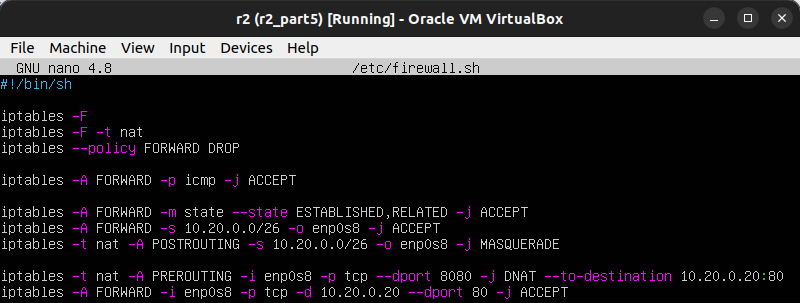 r2 (r2_part5) [Running] - Oracle VM VirtualBox
File Machine View Input Devices Help
GNU nano 4.8 /etc/firewall.sh
#!/bin/sh
iptables -F
iptables -F -t nat
iptables --policy FORWARD DROP
iptables -A FORWARD -p icmp -j ACCEPT
iptables -A FORWARD -m state --state ESTABLISHED,RELATED -j ACCEPT
iptables -A FORWARD -s 10.20.0.0/26 -o enp0s8 -j ACCEPT
iptables -t nat -A POSTROUTING -s 10.20.0.0/26 -o enp0s8 -j MASQUERADE
iptables -t nat -A PREROUTING -i enp0s8 -p tcp --dport 8080 -j DNAT --to-destination 10.20.0.20:80
iptables -A FORWARD -i enp0s8 -p tcp -d 10.20.0.20 --dport 80 -j ACCEPT